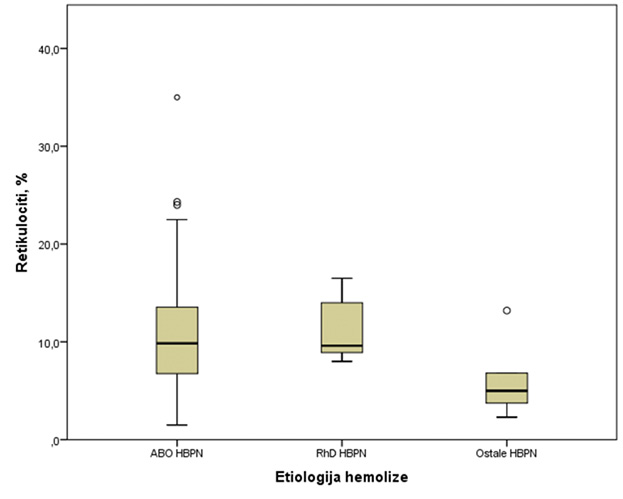 40,0
30,0
20,0
10,0
,0
Retikulociti, %
ABO HBPN RhD HBPN Ostale HBPN
Etiologija hemolize